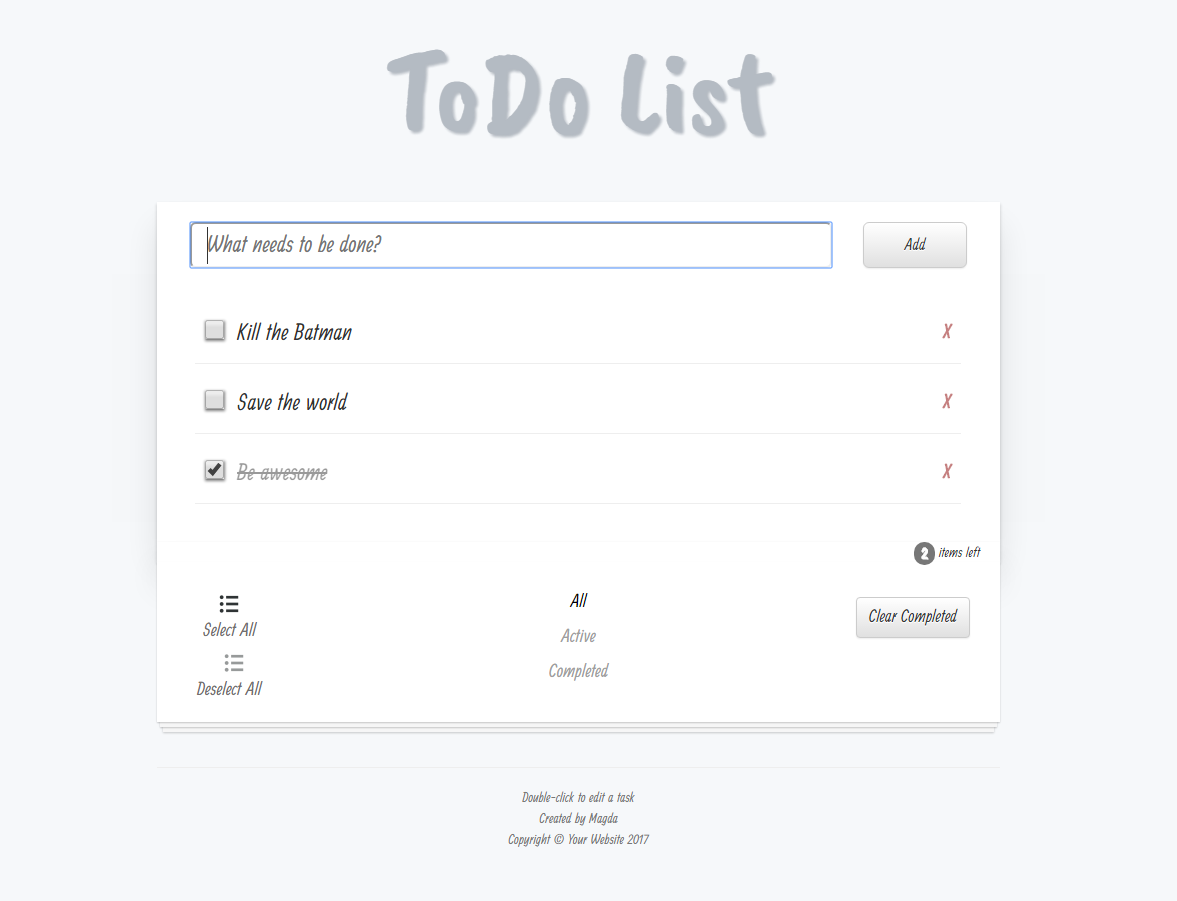 ToDo List
What needs to be done?
Add
Kill the Batman
X
Save the world
X
Be awesome
X
2 items left
Select All
Deselect All
All
Active
Completed
Clear Completed
Double-click to edit a task
Created by Magda
Copyright © Your Website 2017